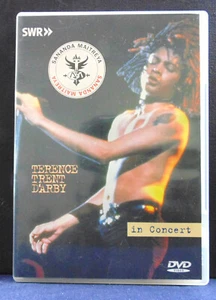 SWR»
SANANDA MAITREYA
SANANDA MAITREYA
TERENCE
TRENT
D'ARBY
in Concert
DVD